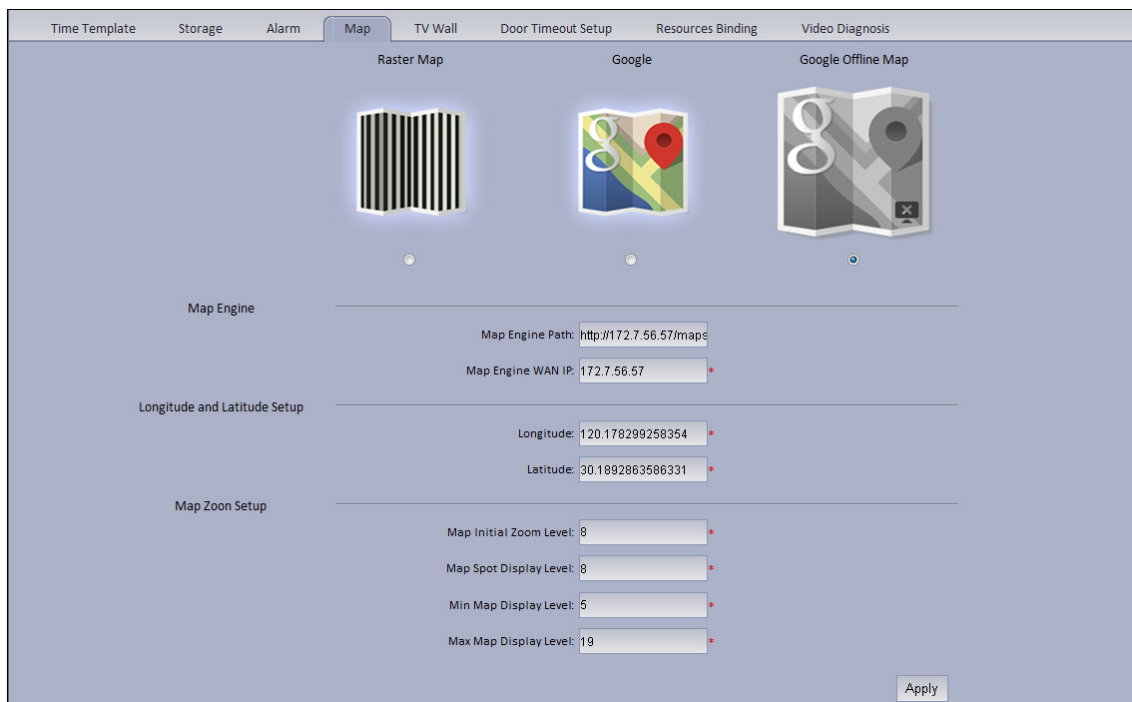 Time Template Storage Alarm Map TV Wall Door Timeout Setup Resources Binding Video Diagnosis
Raster Map Google Google Offline Map
g g
Map Engine
Map Engine Path: http://172.7.56.57/maps
Map Engine WAN IP: 172.7.56.57 *
Longitude and Latitude Setup
Longitude: 120.178299258354 *
Latitude: 30.1892863586331 *
Map Zoon Setup
Map Initial Zoom Level: 8 *
Map Spot Display Level: 8 *
Min Map Display Level: 5 *
Max Map Display Level: 19 *
Apply